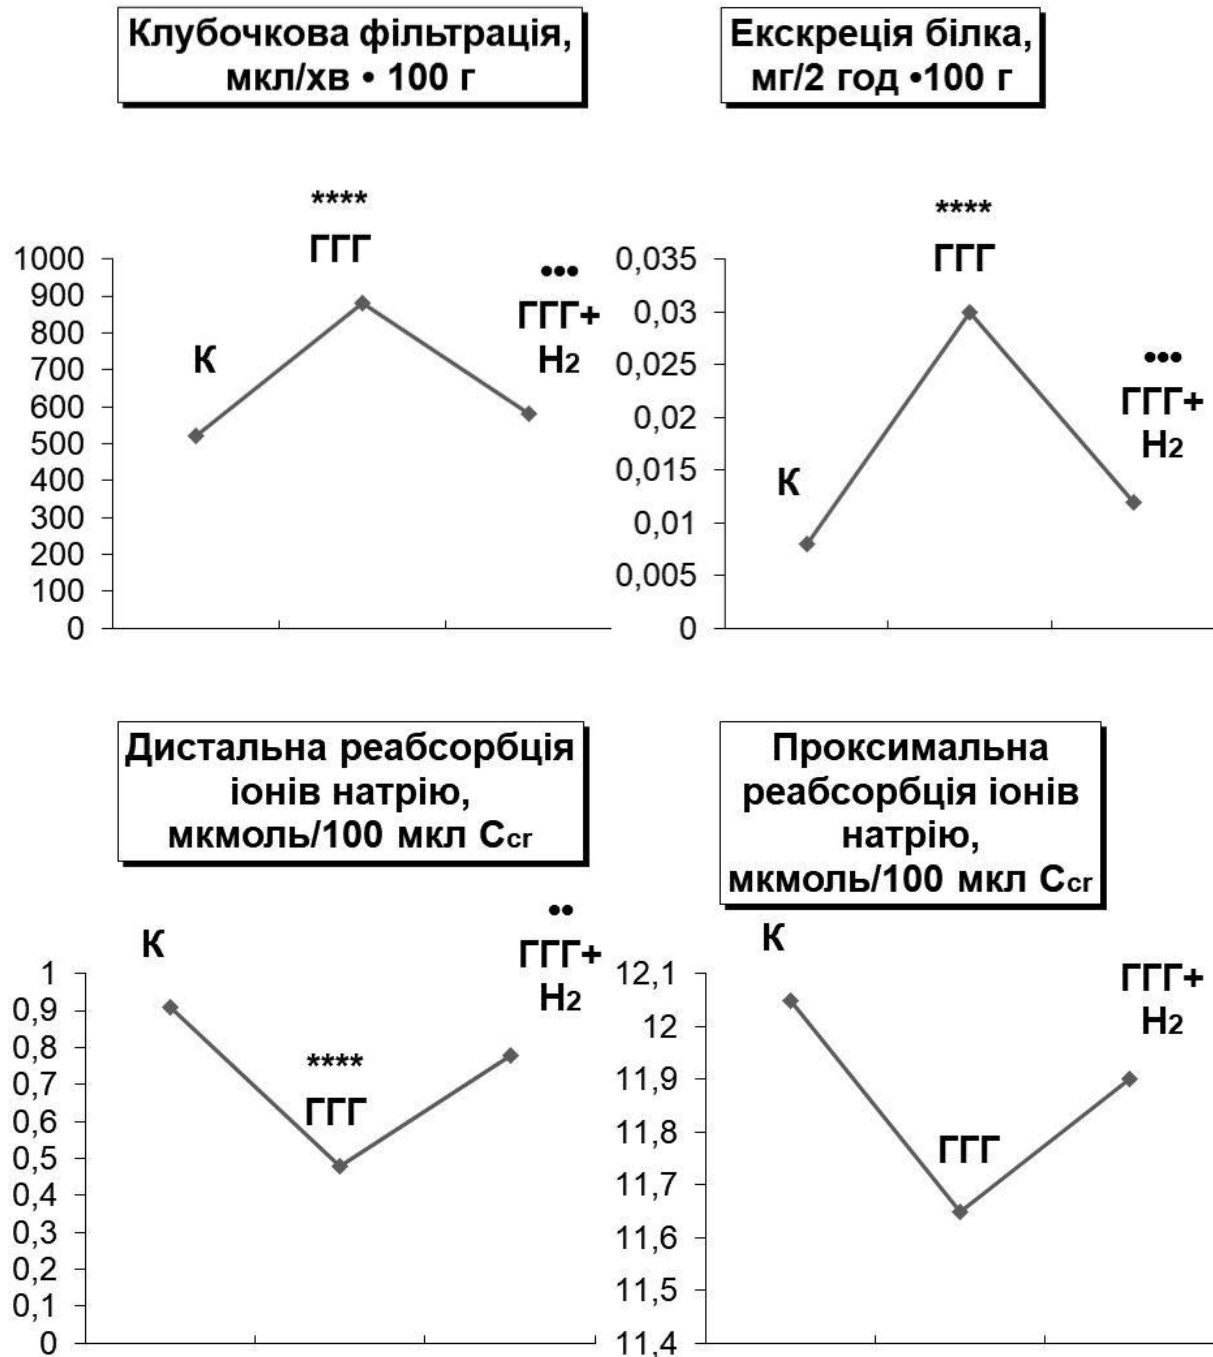 Клубочкова фільтрація,
мкл/хв • 100 г
****
ГГГ
•••
ГГГ+
Н2
К
1000
900
800
700
600
500
400
300
200
100
0
Екскреція білка,
мг/2 год •100 г
****
ГГГ
•••
ГГГ+
Н2
К
0,035
0,03
0,025
0,02
0,015
0,01
0,005
0
Дистальна реабсорбція
іонів натрію,
мкмоль/100 мкл Ccr
К
••
ГГГ+
Н2
****
ГГГ
1
0,9
0,8
0,7
0,6
0,5
0,4
0,3
0,2
0,1
0
Проксимальна
реабсорбція іонів
натрію,
мкмоль/100 мкл Ccr
К
ГГГ+
Н2
ГГГ
12,1
12
11,9
11,8
11,7
11,6
11,5
11,4